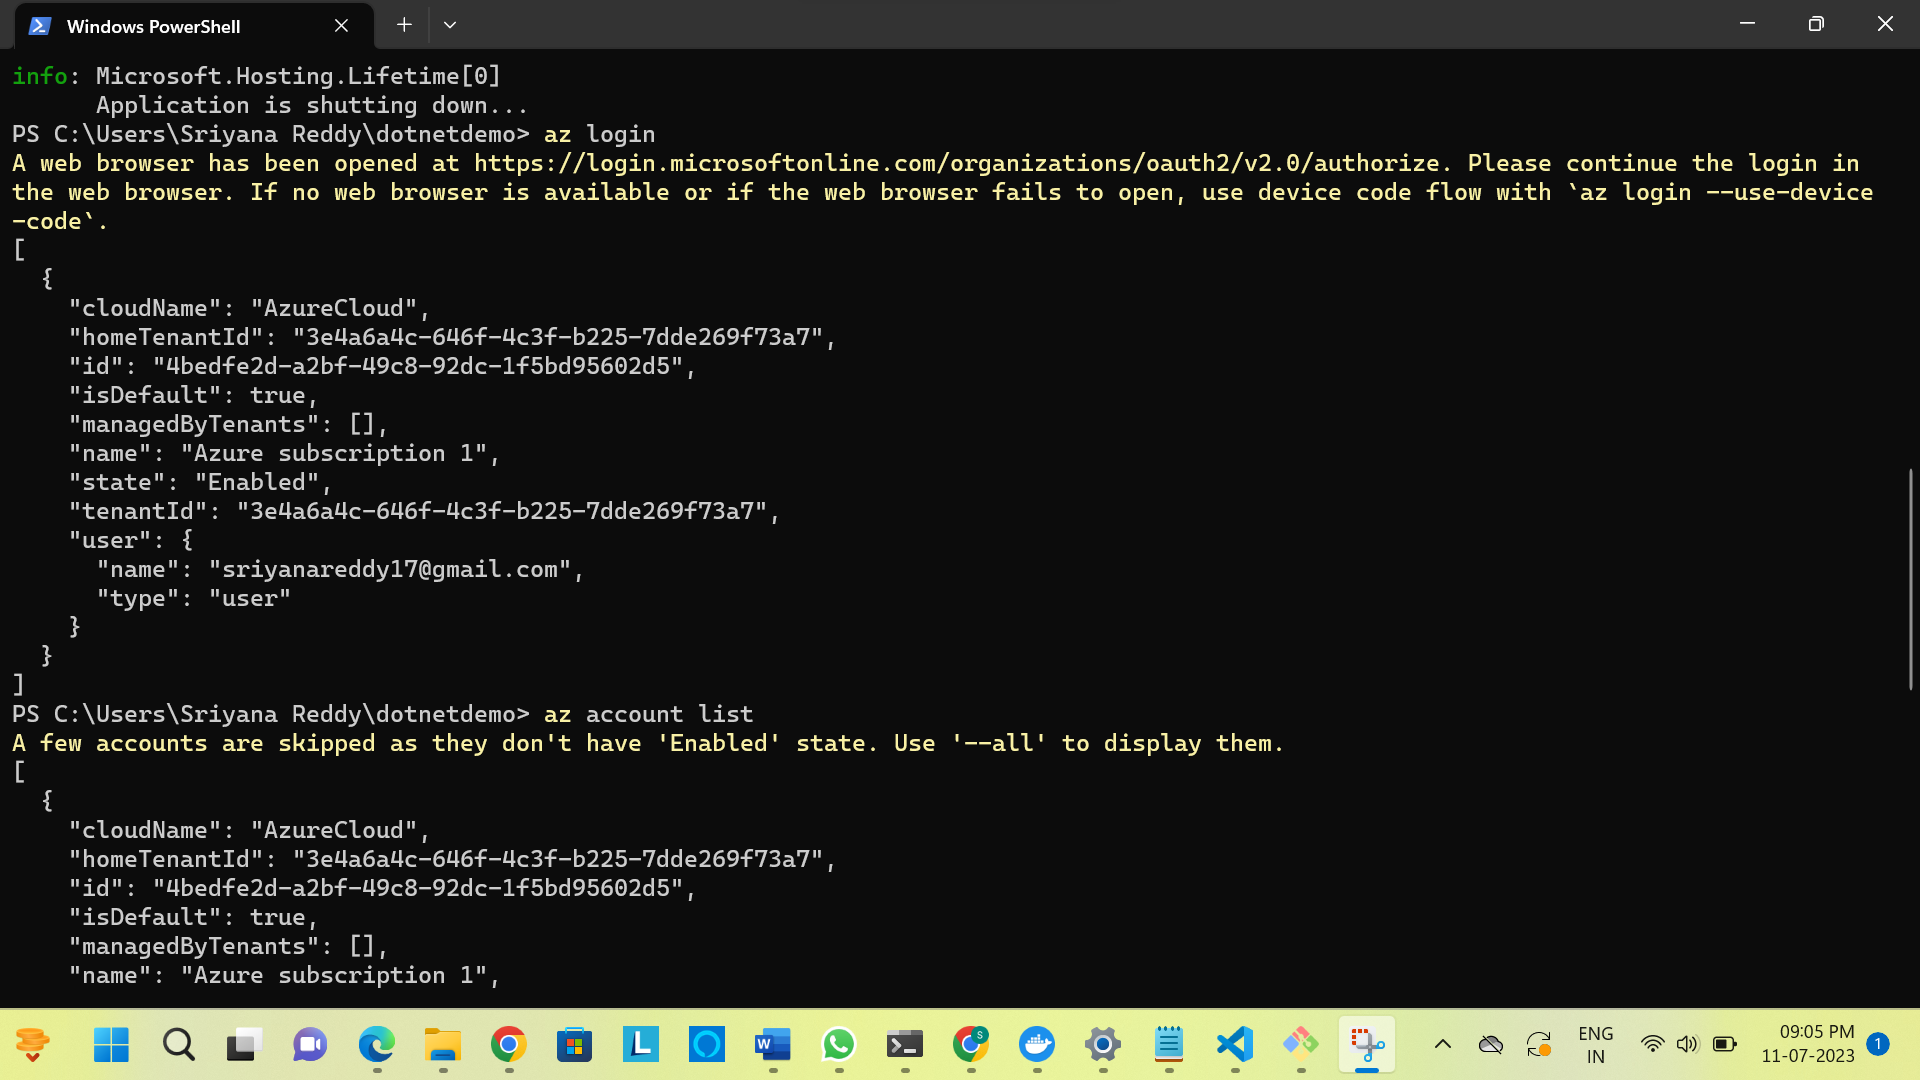 Windows PowerShell
info: Microsoft.Hosting.Lifetime[0]
      Application is shutting down...
PS C:\Users\Sriyana Reddy\dotnetdemo> az login
A web browser has been opened at https://login.microsoftonline.com/organizations/oauth2/v2.0/authorize. Please continue the login in
the web browser. If no web browser is available or if the web browser fails to open, use device code flow with `az login --use-device
-code`.
[
  {
    "cloudName": "AzureCloud",
    "homeTenantId": "3e4a6a4c-646f-4c3f-b225-7dde269f73a7",
    "id": "4bedfe2d-a2bf-49c8-92dc-1f5bd95602d5",
    "isDefault": true,
    "managedByTenants": [],
    "name": "Azure subscription 1",
    "state": "Enabled",
    "tenantId": "3e4a6a4c-646f-4c3f-b225-7dde269f73a7",
    "user": {
      "name": "sriyanareddy17@gmail.com",
      "type": "user"
    }
  }
]
PS C:\Users\Sriyana Reddy\dotnetdemo> az account list
A few accounts are skipped as they don't have 'Enabled' state. Use '--all' to display them.
[
  {
    "cloudName": "AzureCloud",
    "homeTenantId": "3e4a6a4c-646f-4c3f-b225-7dde269f73a7",
    "id": "4bedfe2d-a2bf-49c8-92dc-1f5bd95602d5",
    "isDefault": true,
    "managedByTenants": [],
    "name": "Azure subscription 1",
L
W
S
ENG
IN
09:05 PM
11-07-2023
1